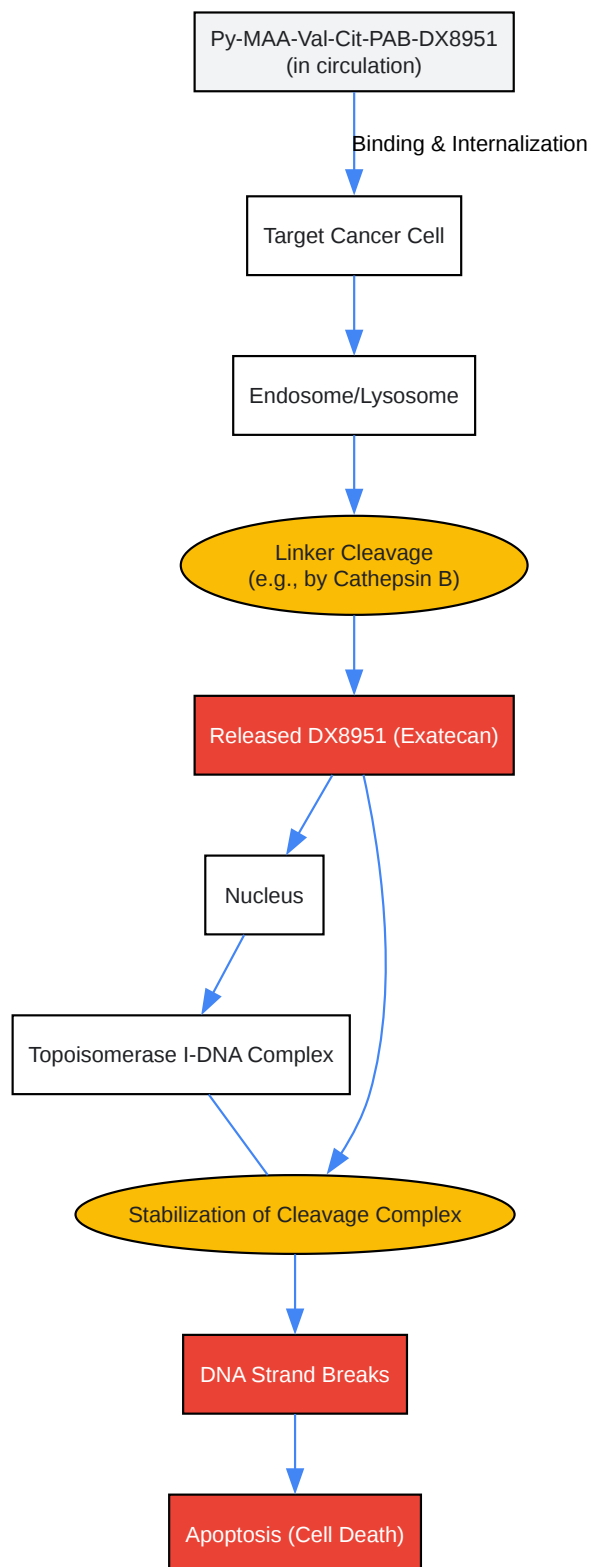 Py-MAA-Val-Cit-PAB-DX8951
(in circulation)
Binding & Internalization
Target Cancer Cell
Endosome/Lysosome
Linker Cleavage
(e.g., by Cathepsin B)
Released DX8951 (Exatecan)
Nucleus
Topoisomerase I-DNA Complex
Stabilization of Cleavage Complex
DNA Strand Breaks
Apoptosis (Cell Death)